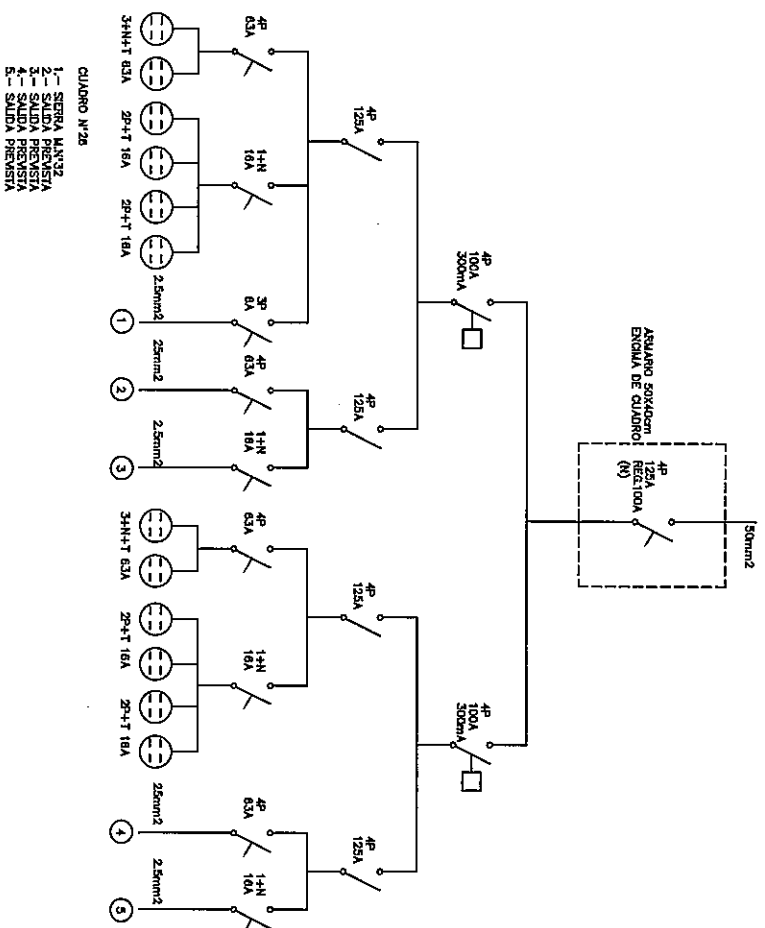 50mm2
ARMARIO 50X40cm
ENCIMA DE CUADRO
4P
125A
REG.100A
(N)
4P
100A
300mA
4P
100A
300mA
4P
125A
4P
125A
4P
125A
4P
125A
4P
63A
1+N
16A
3P
6A
4P
63A
1+N
16A
4P
63A
1+N
16A
4P
63A
1+N
16A
3+N+T 63A
2P+T 16A
2P+T 16A
2.5mm2
25mm2
2.5mm2
3+N+T 63A
2P+T 16A
2P+T 16A
25mm2
2.5mm2
1
2
3
4
5
CUADRO Nº26
1.- SIERRA M.Nº32
2.- SALIDA PREVISTA
3.- SALIDA PREVISTA
4.- SALIDA PREVISTA
5.- SALIDA PREVISTA